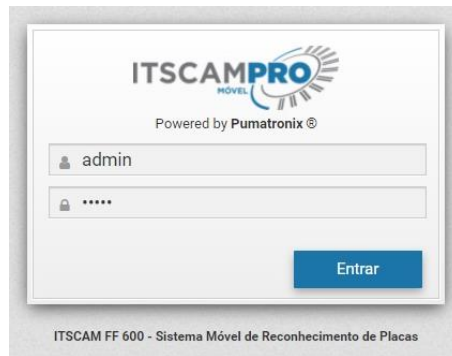 ITSCAMPRO
MÓVEL
Powered by Pumatronix ®
admin
•••••
Entrar
ITSCAM FF 600 - Sistema Móvel de Reconhecimento de Placas